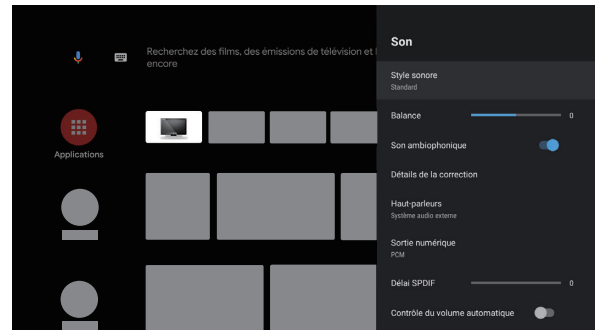 Recherchez des films, des émissions de télévision et
encore
Applications
Son
Style sonore
Standard
Balance 0
Son ambiophonique
Détails de la correction
Haut-parleurs
Système audio externe
Sortie numérique
PCM
Délai SPDIF 0
Contrôle du volume automatique